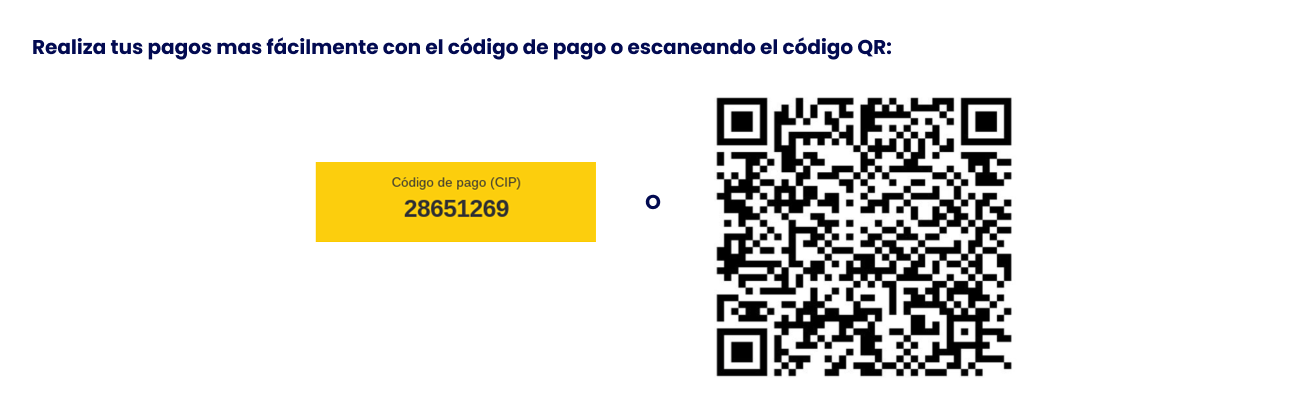 Realiza tus pagos mas fácilmente con el código de pago o escaneando el código QR:
Código de pago (CIP)
28651269
O